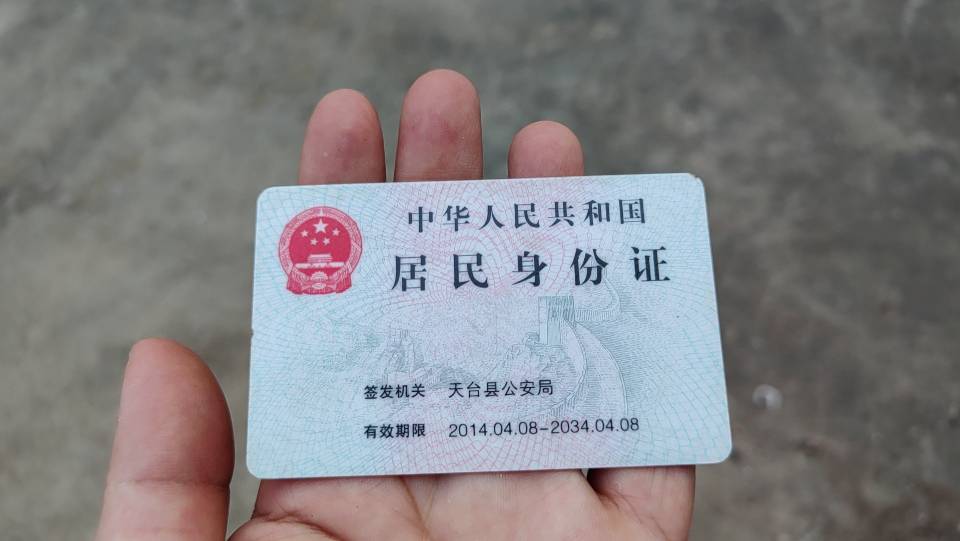 中华人民共和国
居民身份证
签发机关 天台县公安局
有效期限 2014.04.08-2034.04.08